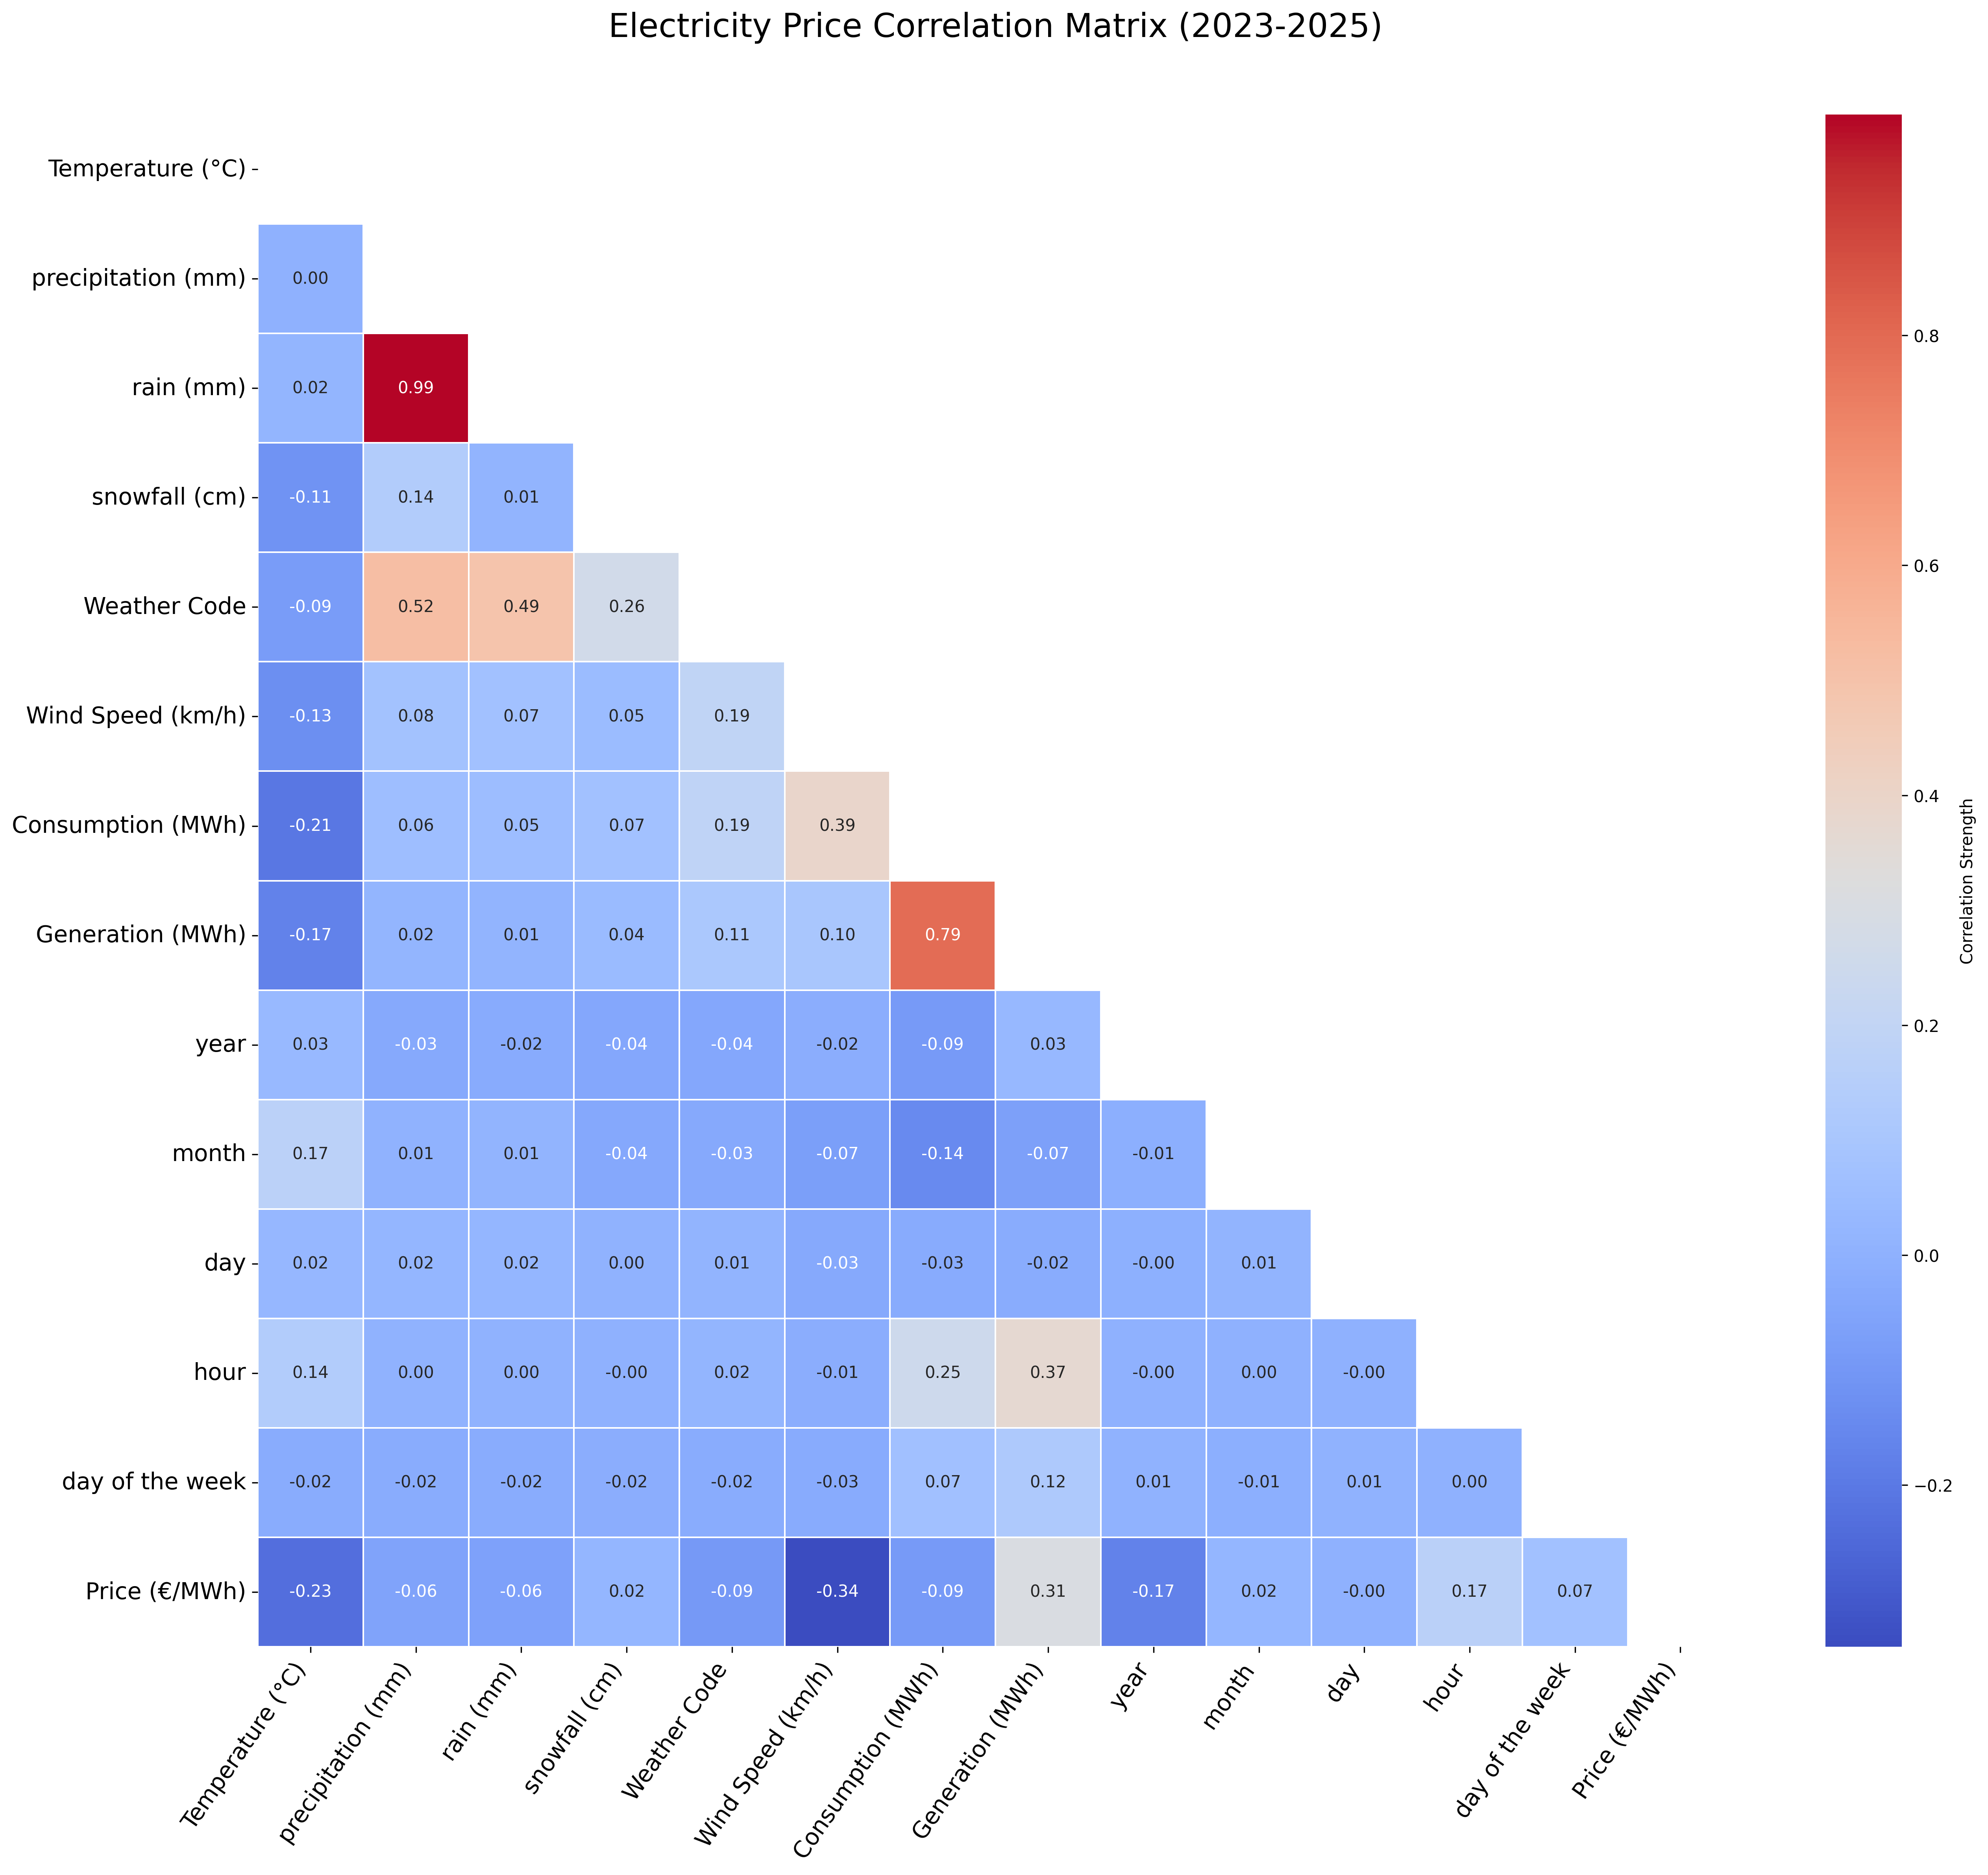 Electricity Price Correlation Matrix (2023-2025)
Temperature (°C)
precipitation (mm) 0.00
rain (mm) 0.02 0.99
snowfall (cm) -0.11 0.14 0.01
Weather Code -0.09 0.52 0.49 0.26
Wind Speed (km/h) -0.13 0.08 0.07 0.05 0.19
Consumption (MWh) -0.21 0.06 0.05 0.07 0.19 0.39
Generation (MWh) -0.17 0.02 0.01 0.04 0.11 0.10 0.79
year 0.03 -0.03 -0.02 -0.04 -0.04 -0.02 -0.09 0.03
month 0.17 0.01 0.01 -0.04 -0.03 -0.07 -0.14 -0.07 -0.01
day 0.02 0.02 0.02 0.00 0.01 -0.03 -0.03 -0.02 -0.00 0.01
hour 0.14 0.00 0.00 -0.00 0.02 -0.01 0.25 0.37 -0.00 0.00 -0.00
day of the week -0.02 -0.02 -0.02 -0.02 -0.02 -0.03 0.07 0.12 0.01 -0.01 0.01 0.00
Price (€/MWh) -0.23 -0.06 -0.06 0.02 -0.09 -0.34 -0.09 0.31 -0.17 0.02 -0.00 0.17 0.07
Temperature (°C)
precipitation (mm)
rain (mm)
snowfall (cm)
Weather Code
Wind Speed (km/h)
Consumption (MWh)
Generation (MWh)
year
month
day
hour
day of the week
Price (€/MWh)
0.8
0.6
0.4
0.2
0.0
−0.2
Correlation Strength